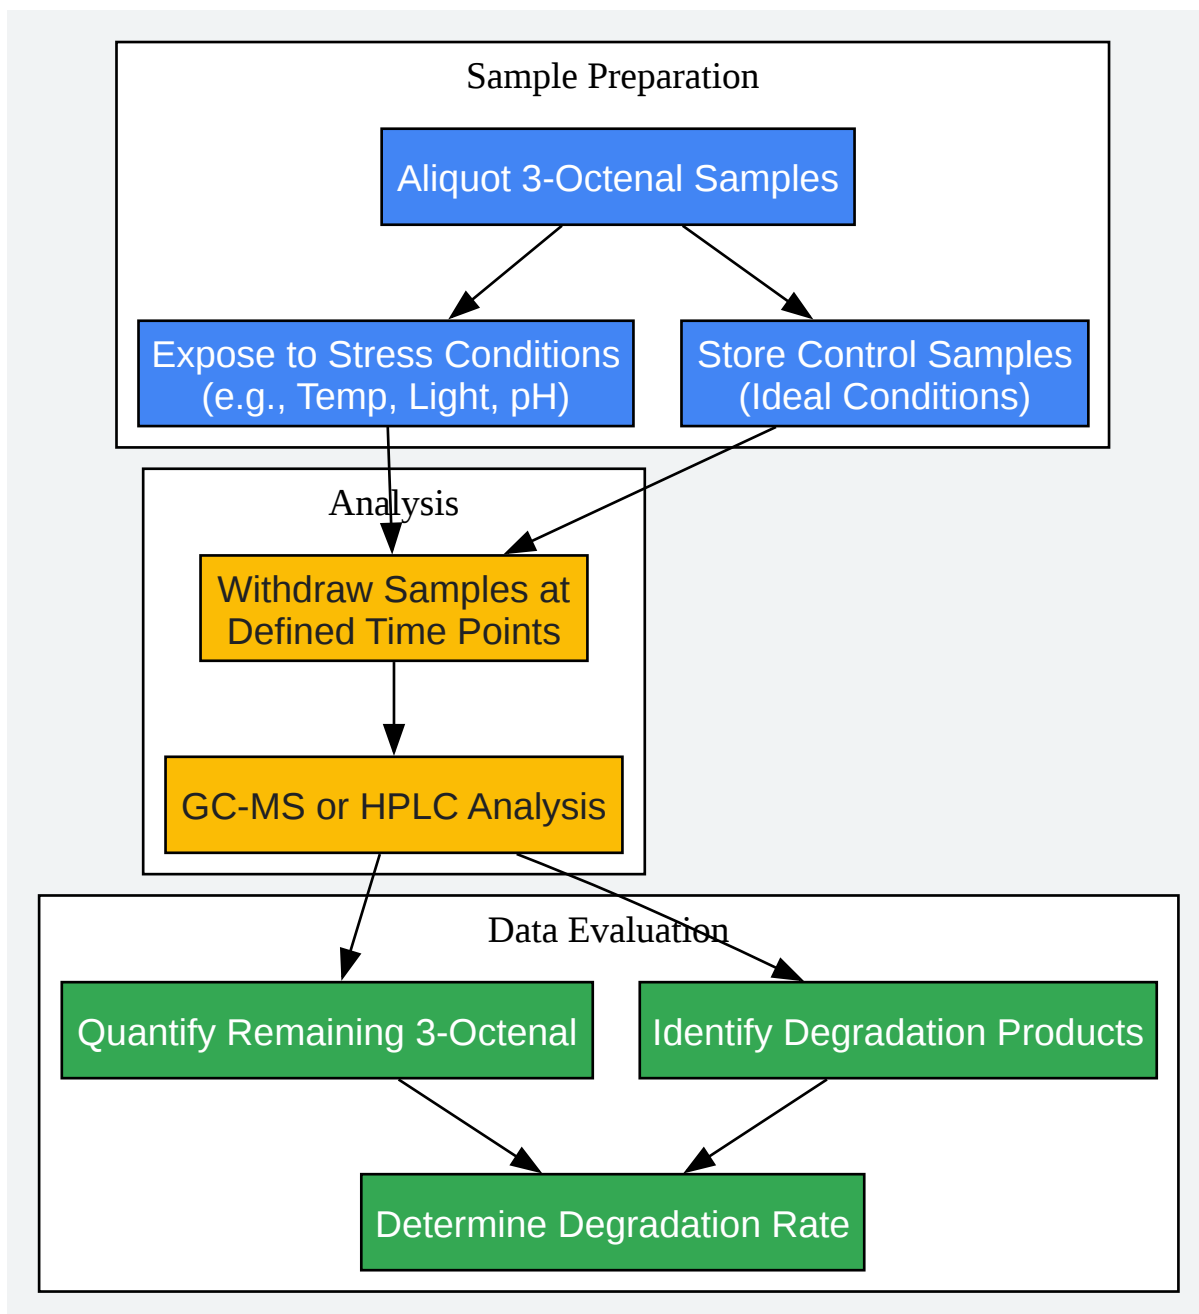 Sample Preparation
Aliquot 3-Octenal Samples
Expose to Stress Conditions
(e.g., Temp, Light, pH)
Store Control Samples
(Ideal Conditions)
Analysis
Withdraw Samples at
Defined Time Points
GC-MS or HPLC Analysis
Data Evaluation
Quantify Remaining 3-Octenal
Identify Degradation Products
Determine Degradation Rate